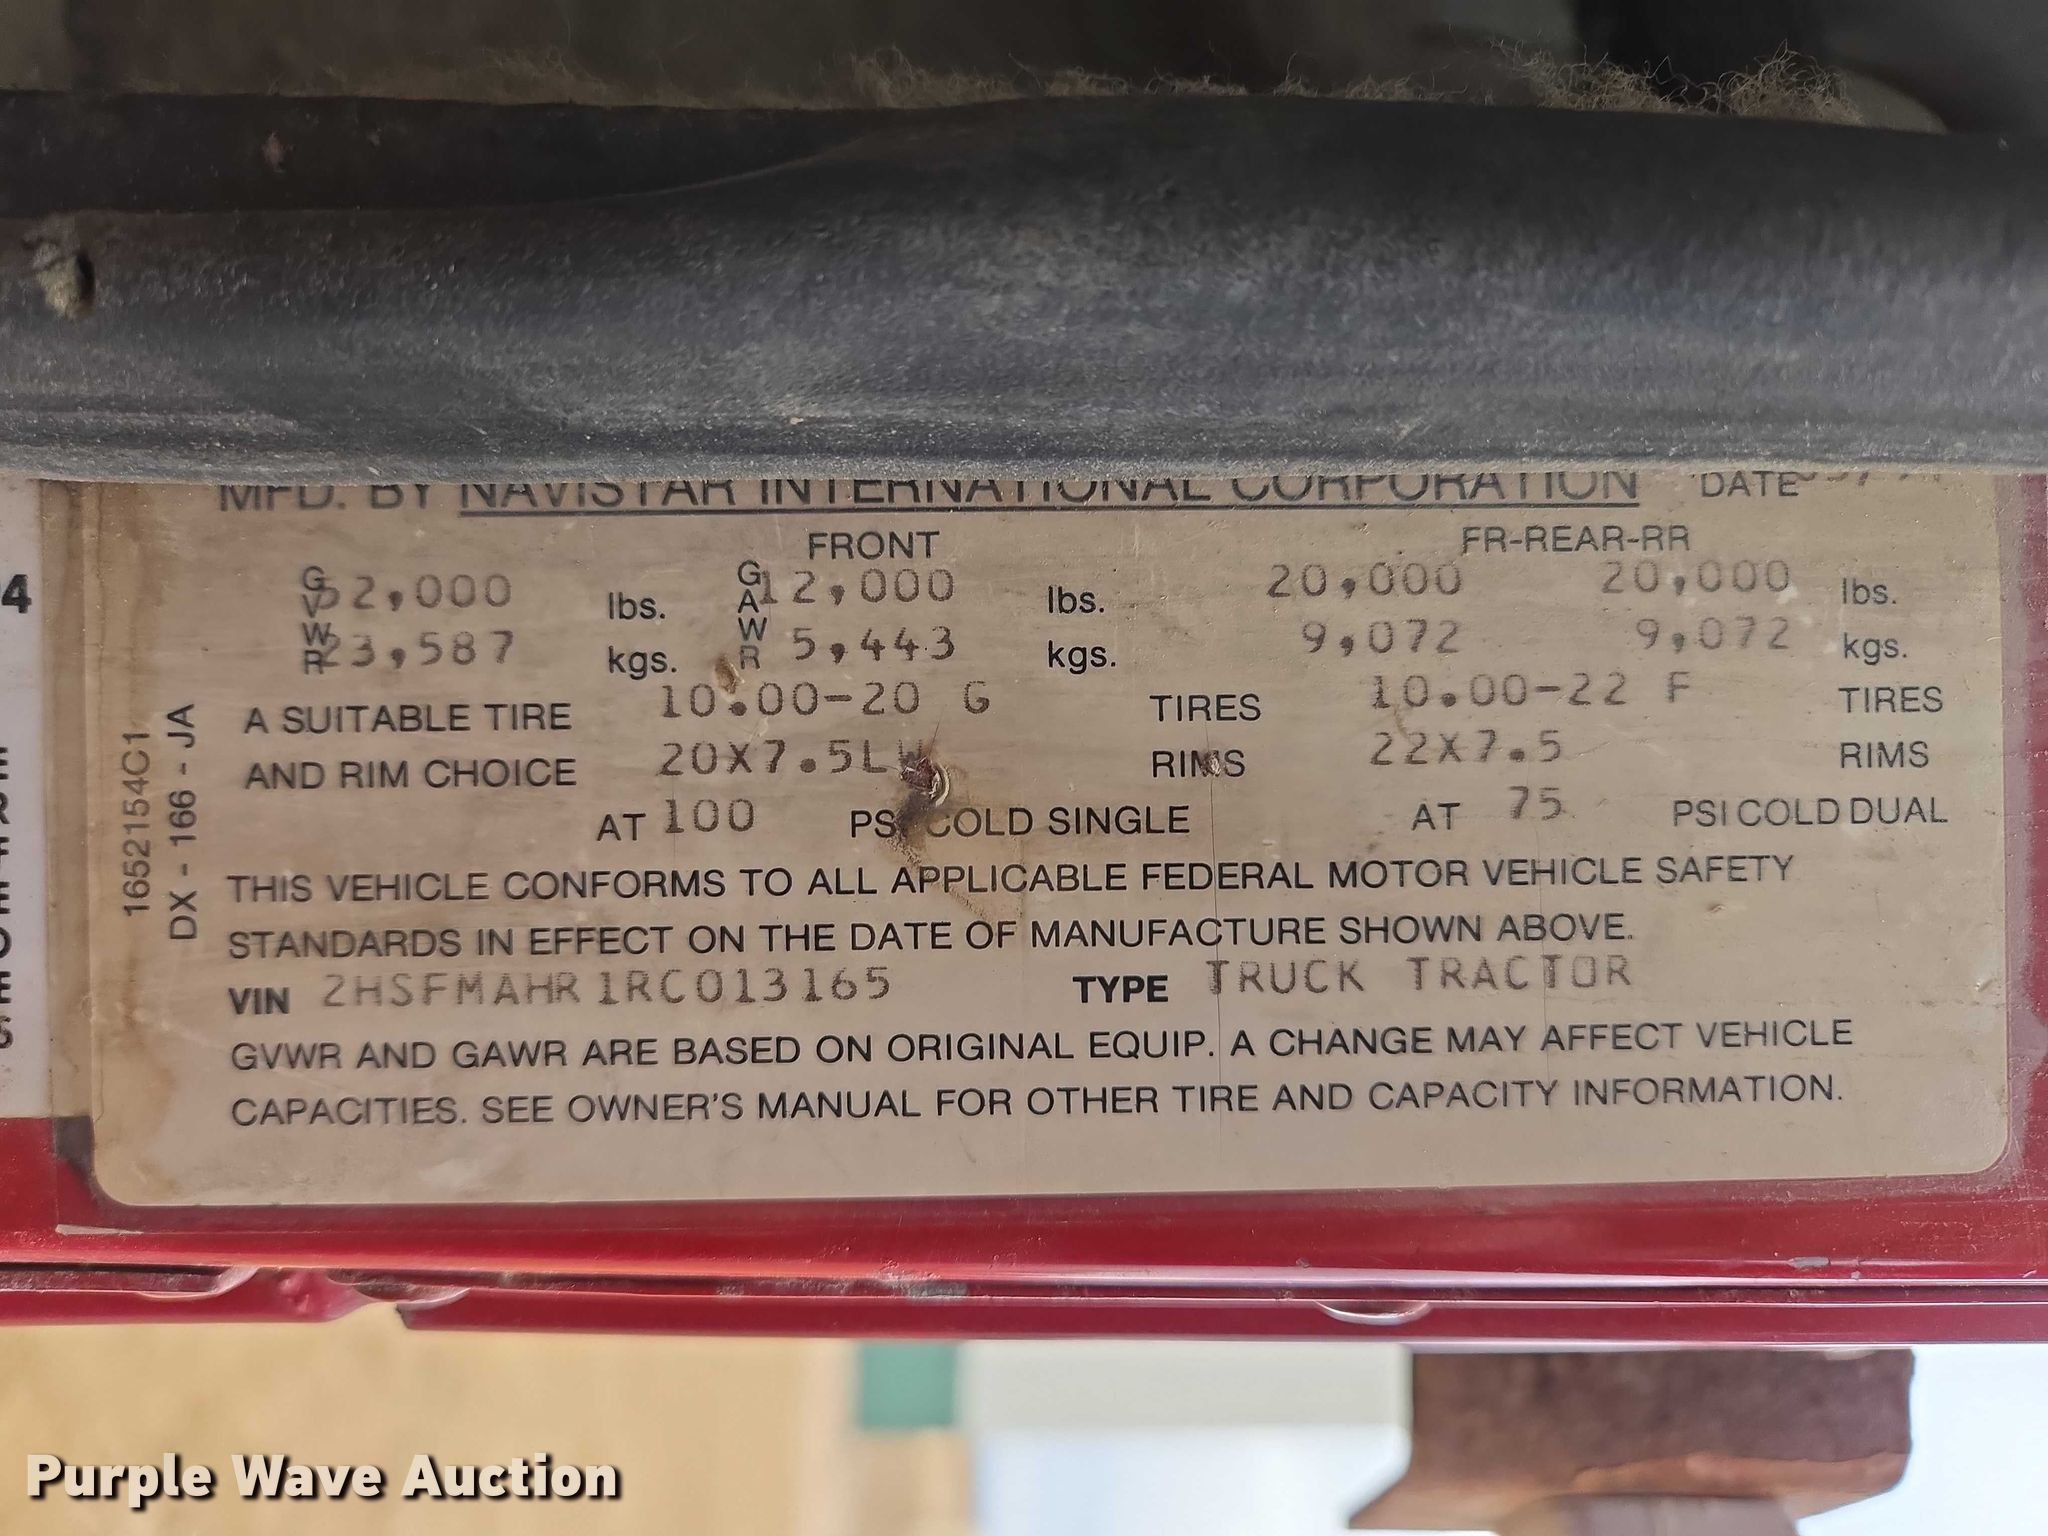 MFD. BY NAVISTAR INTERNATIONAL CORPORATION DATE
FRONT FR-REAR-RR
GVWR 52,000 lbs. GAWR 12,000 lbs. 20,000 20,000 lbs.
23,587 kgs. 5,443 kgs. 9,072 9,072 kgs.
A SUITABLE TIRE 10.00-20 G TIRES 10.00-22 F TIRES
AND RIM CHOICE 20X7.5LW RIMS 22X7.5 RIMS
AT 100 PSI COLD SINGLE AT 75 PSI COLD DUAL
THIS VEHICLE CONFORMS TO ALL APPLICABLE FEDERAL MOTOR VEHICLE SAFETY
STANDARDS IN EFFECT ON THE DATE OF MANUFACTURE SHOWN ABOVE.
VIN 2HSFMAHR1RC013165 TYPE TRUCK TRACTOR
GVWR AND GAWR ARE BASED ON ORIGINAL EQUIP. A CHANGE MAY AFFECT VEHICLE
CAPACITIES. SEE OWNER'S MANUAL FOR OTHER TIRE AND CAPACITY INFORMATION.
1652154C1
DX - 166 - JA
Purple Wave Auction